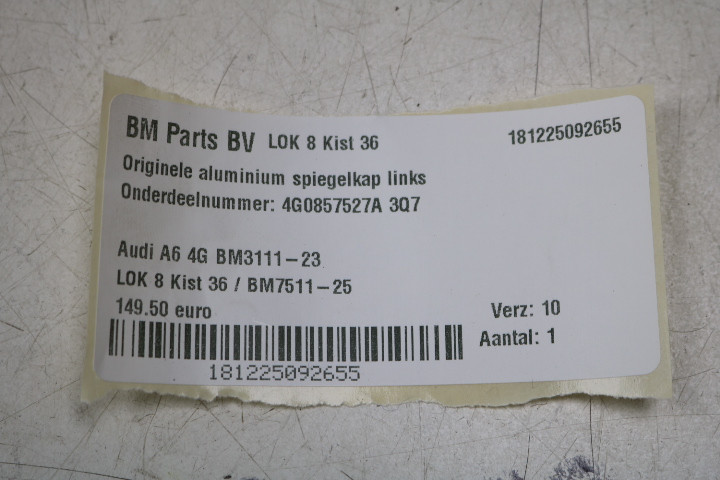 BM Parts BV LOK 8 Kist 36 181225092655
Originele aluminium spiegelkap links
Onderdeelnummer: 4G0857527A 3Q7
Audi A6 4G BM3111-23
LOK 8 Kist 36 / BM7511-25
149.50 euro Verz: 10
Aantal: 1
181225092655